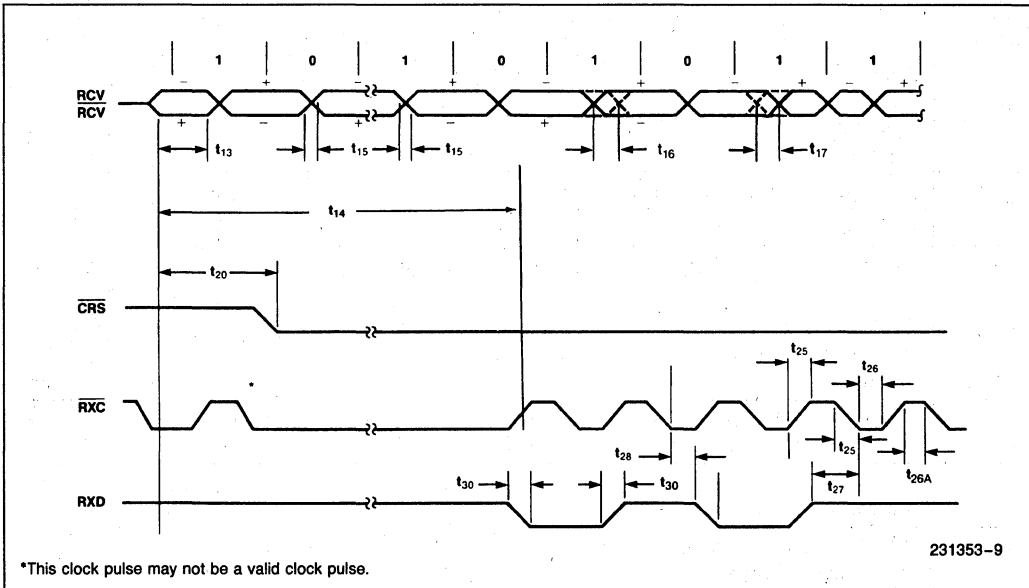 1 0 1 0 1 0 1 1
− + − + − + − + − +
RCV
RCV
+ − + − +
t13 t15 t15 t16 t17
t14
t20
CRS
t25 t26
*
RXC
t28 t25 t26A
t30 t30 t27
RXD
231353–9
*This clock pulse may not be a valid clock pulse.